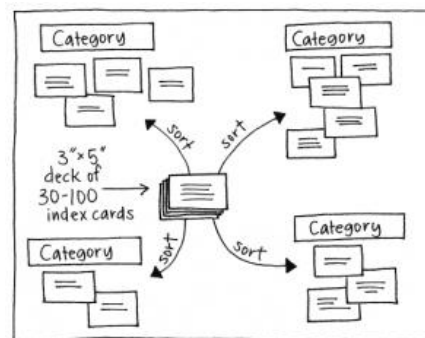 Category
Category
sort
sort
3"×5"
deck of
30-100
index cards
sort
sort
Category
Category